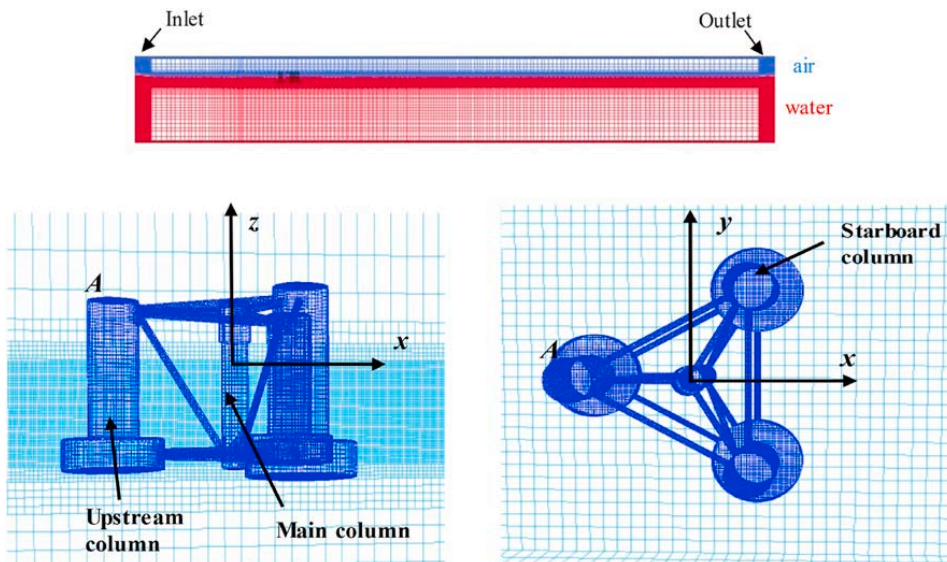 Inlet
Outlet
air
water
z
A
x
Upstream
column
Main column
y
Starboard
column
A
x